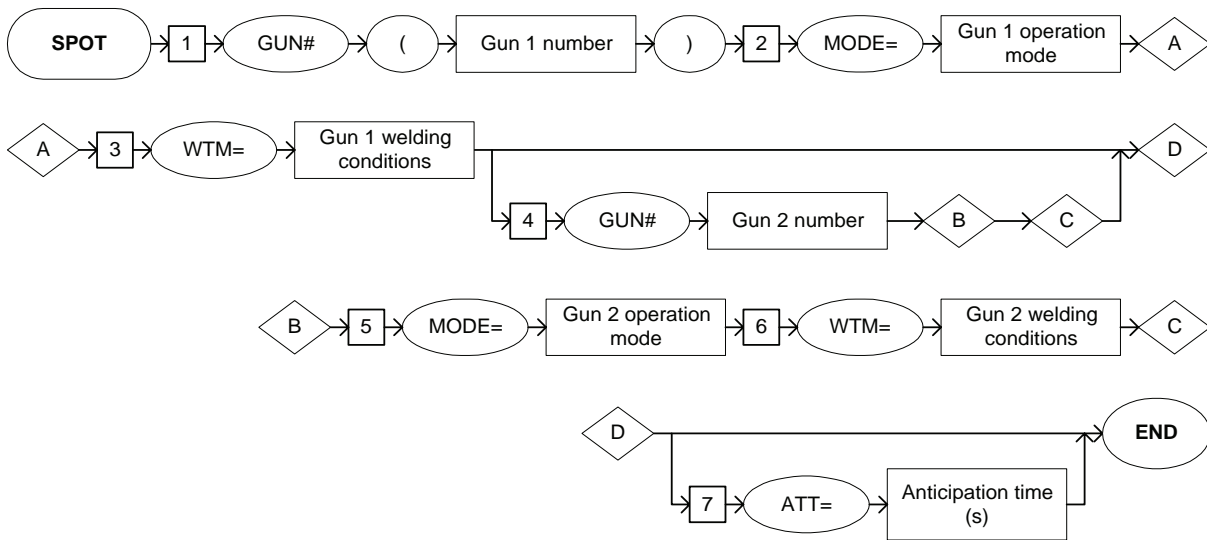 SPOT 1 GUN# ( Gun 1 number ) 2 MODE= Gun 1 operation
mode A
A 3 WTM= Gun 1 welding
conditions D
4 GUN# Gun 2 number B C
B 5 MODE= Gun 2 operation
mode 6 WTM= Gun 2 welding
conditions C
D END
7 ATT= Anticipation time
(s)